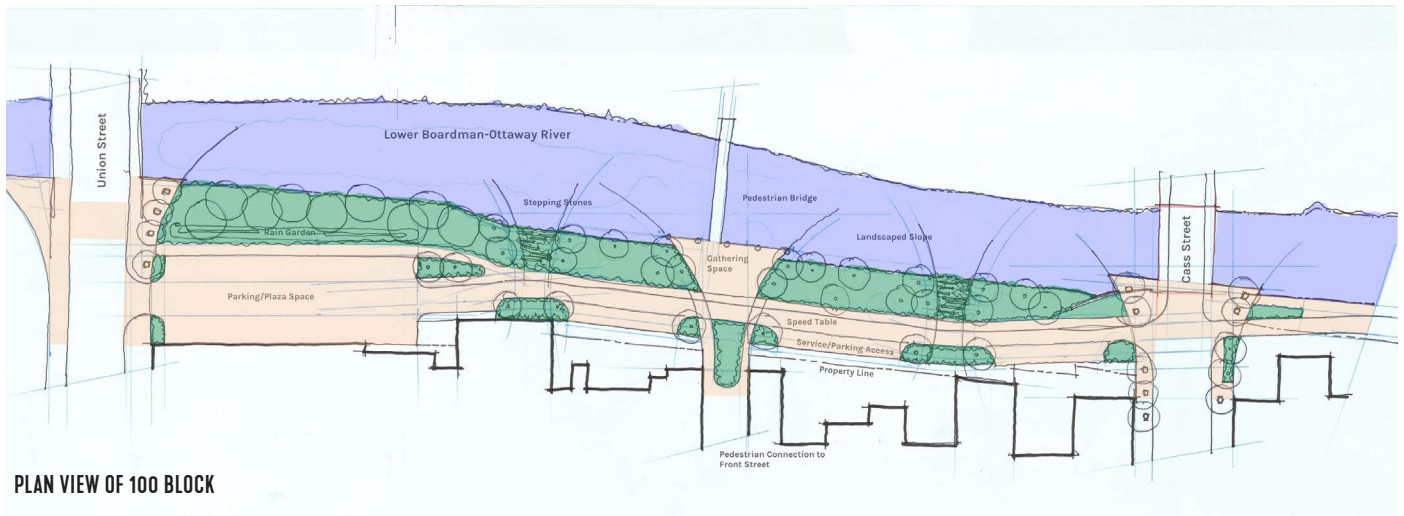 Union Street
Lower Boardman-Ottaway River
Stepping Stones
Pedestrian Bridge
Rain Garden
Landscaped Slope
Cass Street
Gathering
Space
Parking/Plaza Space
Speed Table
Service/Parking Access
Property Line
Pedestrian Connection to
Front Street
PLAN VIEW OF 100 BLOCK